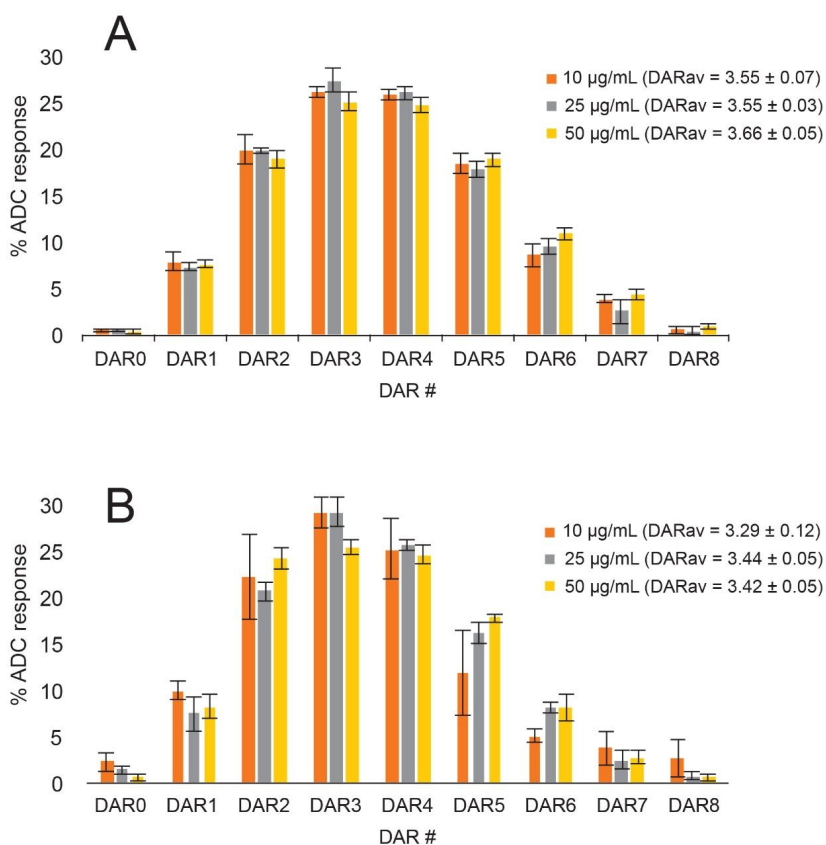 A
% ADC response
30
25
20
15
10
5
0
10 µg/mL (DARav = 3.55 ± 0.07)
25 µg/mL (DARav = 3.55 ± 0.03)
50 µg/mL (DARav = 3.66 ± 0.05)
DAR0 DAR1 DAR2 DAR3 DAR4 DAR5 DAR6 DAR7 DAR8
DAR #
B
% ADC response
30
25
20
15
10
5
0
10 µg/mL (DARav = 3.29 ± 0.12)
25 µg/mL (DARav = 3.44 ± 0.05)
50 µg/mL (DARav = 3.42 ± 0.05)
DAR0 DAR1 DAR2 DAR3 DAR4 DAR5 DAR6 DAR7 DAR8
DAR #